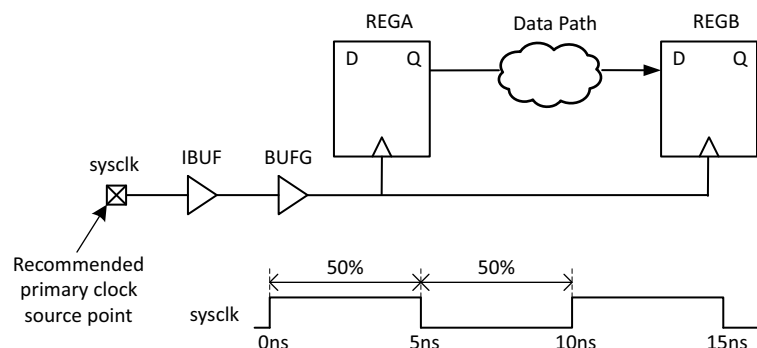 REGA
Data Path
REGB
D Q
D Q
sysclk
IBUF
BUFG
Recommended
primary clock
source point
50%
50%
sysclk
0ns
5ns
10ns
15ns